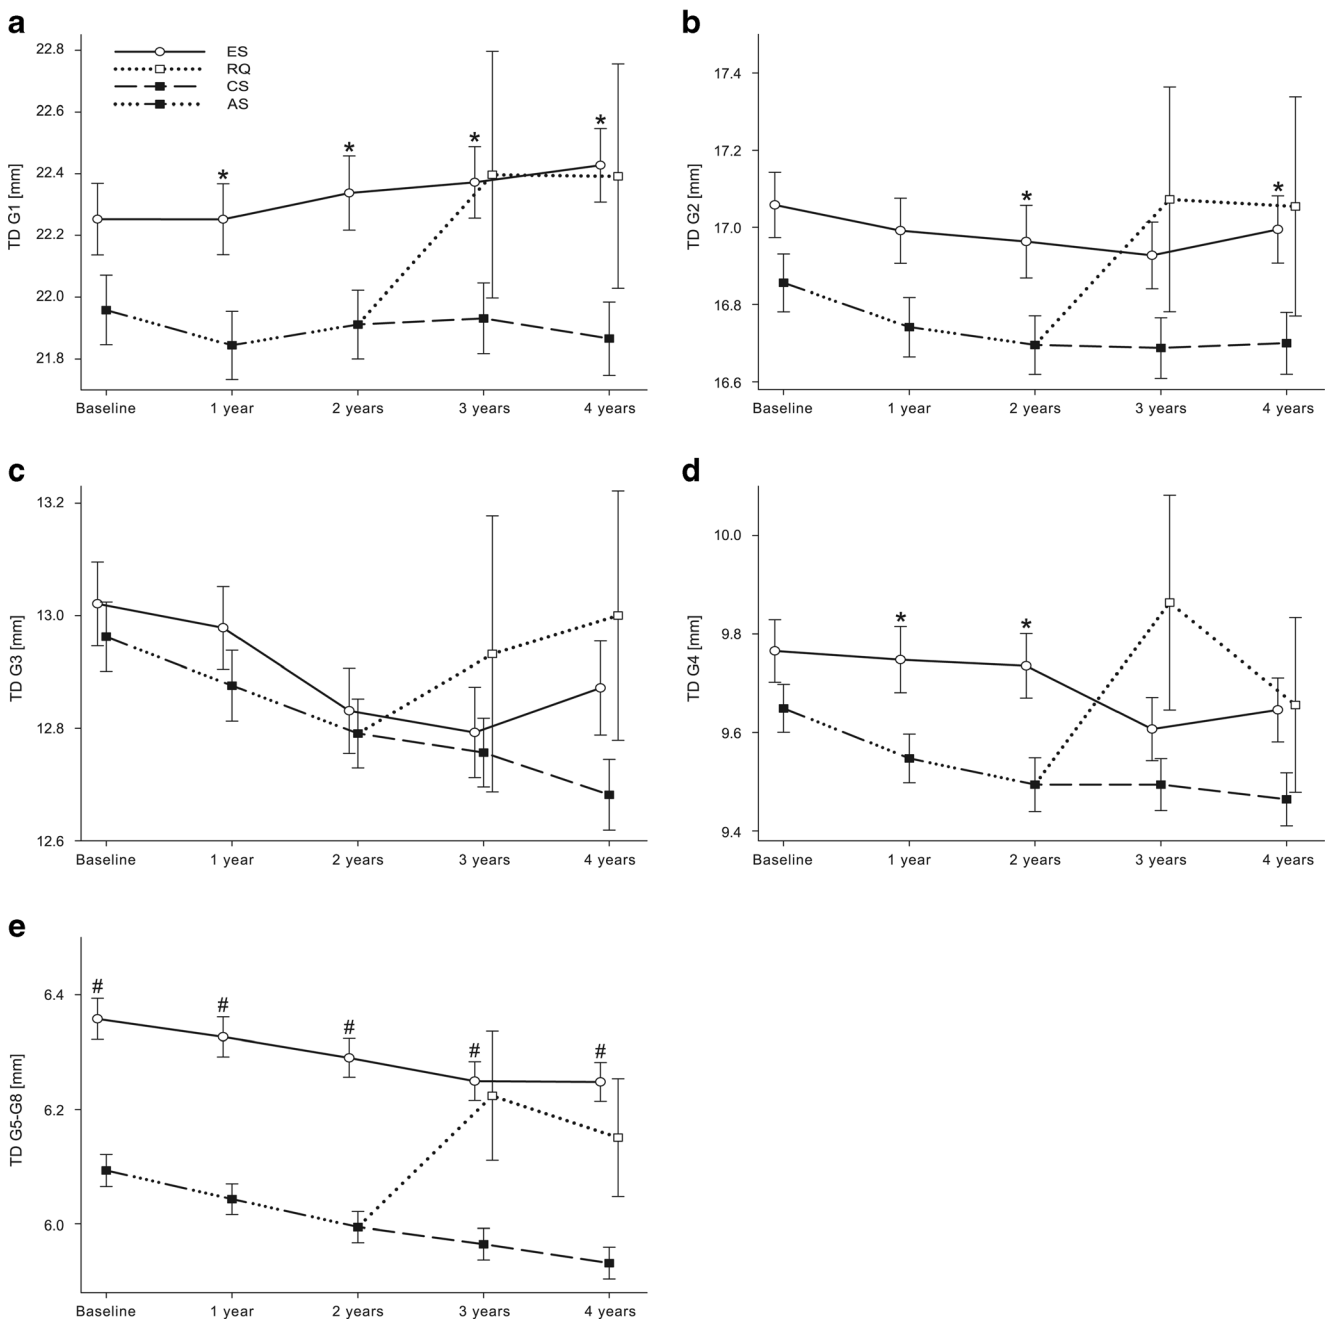 a
22.8
22.6
22.4
22.2
22.0
21.8
TD G1 [mm]
ES
RQ
CS
AS
*
*
*
*
Baseline 1 year 2 years 3 years 4 years
b
17.4
17.2
17.0
16.8
16.6
TD G2 [mm]
*
*
Baseline 1 year 2 years 3 years 4 years
c
13.2
13.0
12.8
12.6
TD G3 [mm]
Baseline 1 year 2 years 3 years 4 years
d
10.0
9.8
9.6
9.4
TD G4 [mm]
*
*
Baseline 1 year 2 years 3 years 4 years
e
6.4
6.2
6.0
TD G5-G8 [mm]
#
#
#
#
#
Baseline 1 year 2 years 3 years 4 years